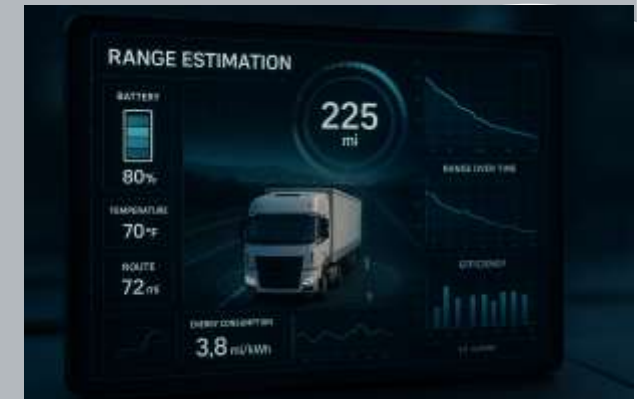 RANGE ESTIMATION
BATTERY
80%
TEMPERATURE
70°F
ROUTE
72 mi
225
mi
ENERGY CONSUMPTION
3,8 mi/kWh
RANGE OVER TIME
EFFICIENCY